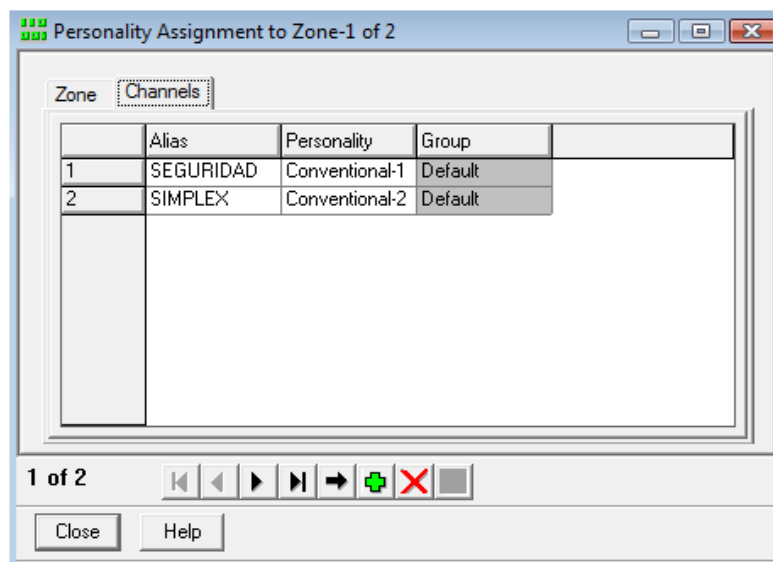 Personality Assignment to Zone-1 of 2
Zone Channels
Alias Personality Group
1 SEGURIDAD Conventional-1 Default
2 SIMPLEX Conventional-2 Default
1 of 2
Close Help